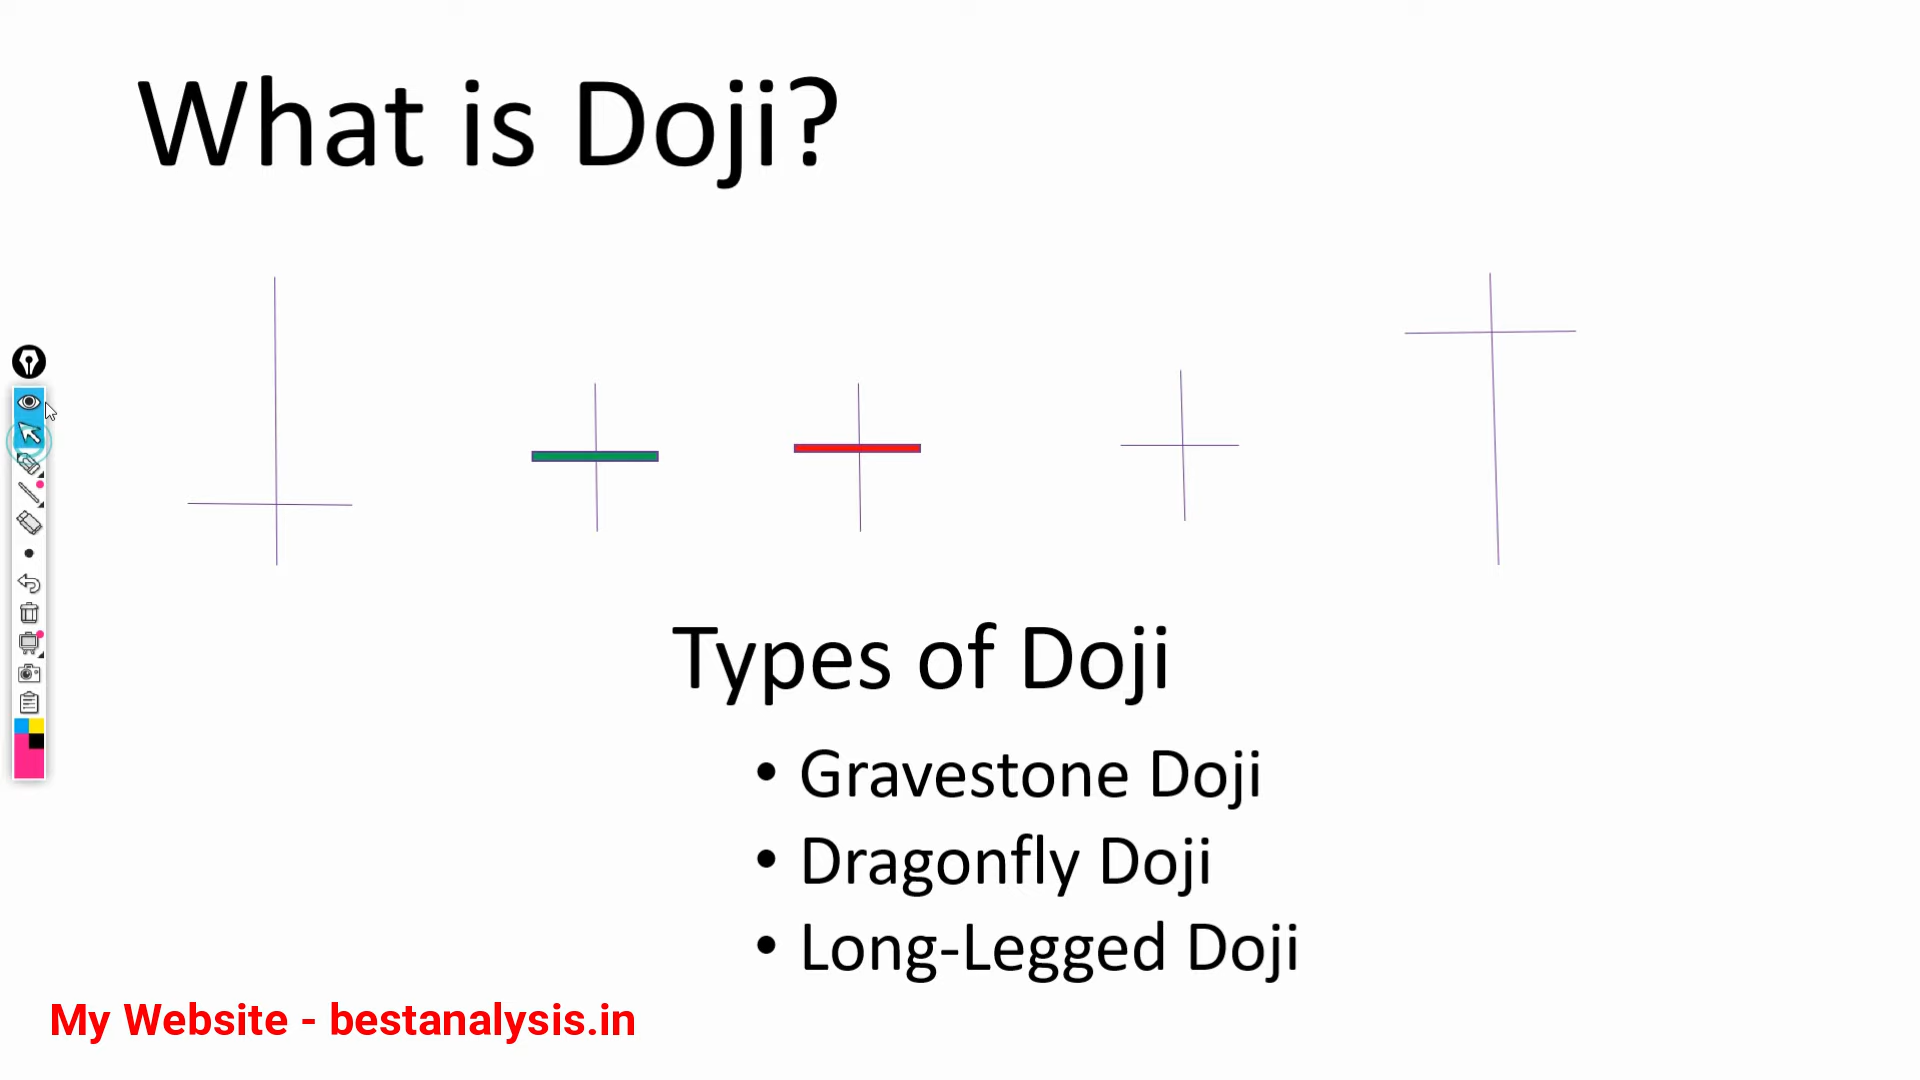 What is Doji?
Types of Doji
• Gravestone Doji
• Dragonfly Doji
• Long-Legged Doji
My Website - bestanalysis.in